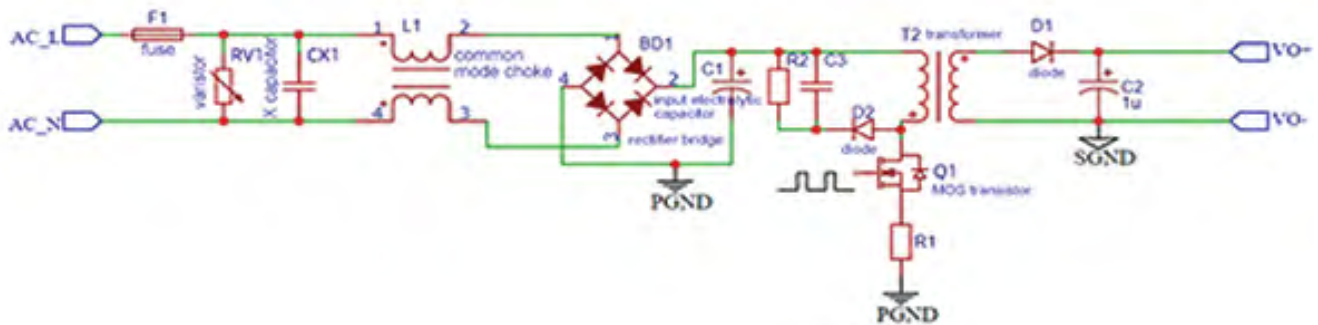 AC_L
F1
fuse
RV1
varistor
CX1
X capacitor
1
L1
2
common
mode choke
4
3
1
BD1
4
2
3
rectifier bridge
C1
+
input electrolytic
capacitor
R2
C3
D2
diode
T2 transformer
D1
diode
+
C2
1u
VO+
VO-
AC_N
SGND
PGND
Q1
MOS transistor
R1
PGND